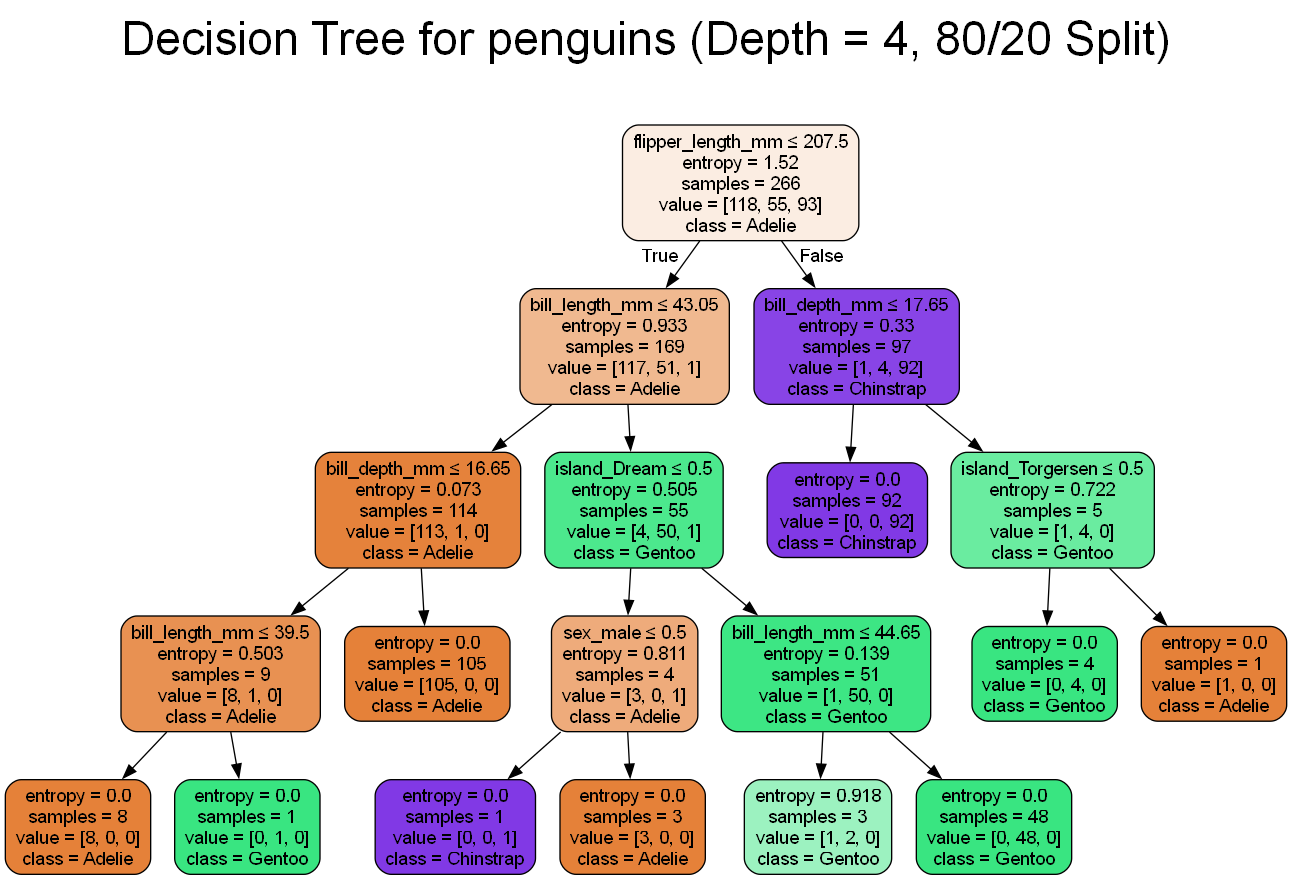 Decision Tree for penguins (Depth = 4, 80/20 Split)
flipper_length_mm ≤ 207.5
entropy = 1.52
samples = 266
value = [118, 55, 93]
class = Adelie
True
False
bill_length_mm ≤ 43.05
entropy = 0.933
samples = 169
value = [117, 51, 1]
class = Adelie
bill_depth_mm ≤ 17.65
entropy = 0.33
samples = 97
value = [1, 4, 92]
class = Chinstrap
bill_depth_mm ≤ 16.65
entropy = 0.073
samples = 114
value = [113, 1, 0]
class = Adelie
island_Dream ≤ 0.5
entropy = 0.505
samples = 55
value = [4, 50, 1]
class = Gentoo
entropy = 0.0
samples = 92
value = [0, 0, 92]
class = Chinstrap
island_Torgersen ≤ 0.5
entropy = 0.722
samples = 5
value = [1, 4, 0]
class = Gentoo
bill_length_mm ≤ 39.5
entropy = 0.503
samples = 9
value = [8, 1, 0]
class = Adelie
entropy = 0.0
samples = 105
value = [105, 0, 0]
class = Adelie
sex_male ≤ 0.5
entropy = 0.811
samples = 4
value = [3, 0, 1]
class = Adelie
bill_length_mm ≤ 44.65
entropy = 0.139
samples = 51
value = [1, 50, 0]
class = Gentoo
entropy = 0.0
samples = 4
value = [0, 4, 0]
class = Gentoo
entropy = 0.0
samples = 1
value = [1, 0, 0]
class = Adelie
entropy = 0.0
samples = 8
value = [8, 0, 0]
class = Adelie
entropy = 0.0
samples = 1
value = [0, 1, 0]
class = Gentoo
entropy = 0.0
samples = 1
value = [0, 0, 1]
class = Chinstrap
entropy = 0.0
samples = 3
value = [3, 0, 0]
class = Adelie
entropy = 0.918
samples = 3
value = [1, 2, 0]
class = Gentoo
entropy = 0.0
samples = 48
value = [0, 48, 0]
class = Gentoo